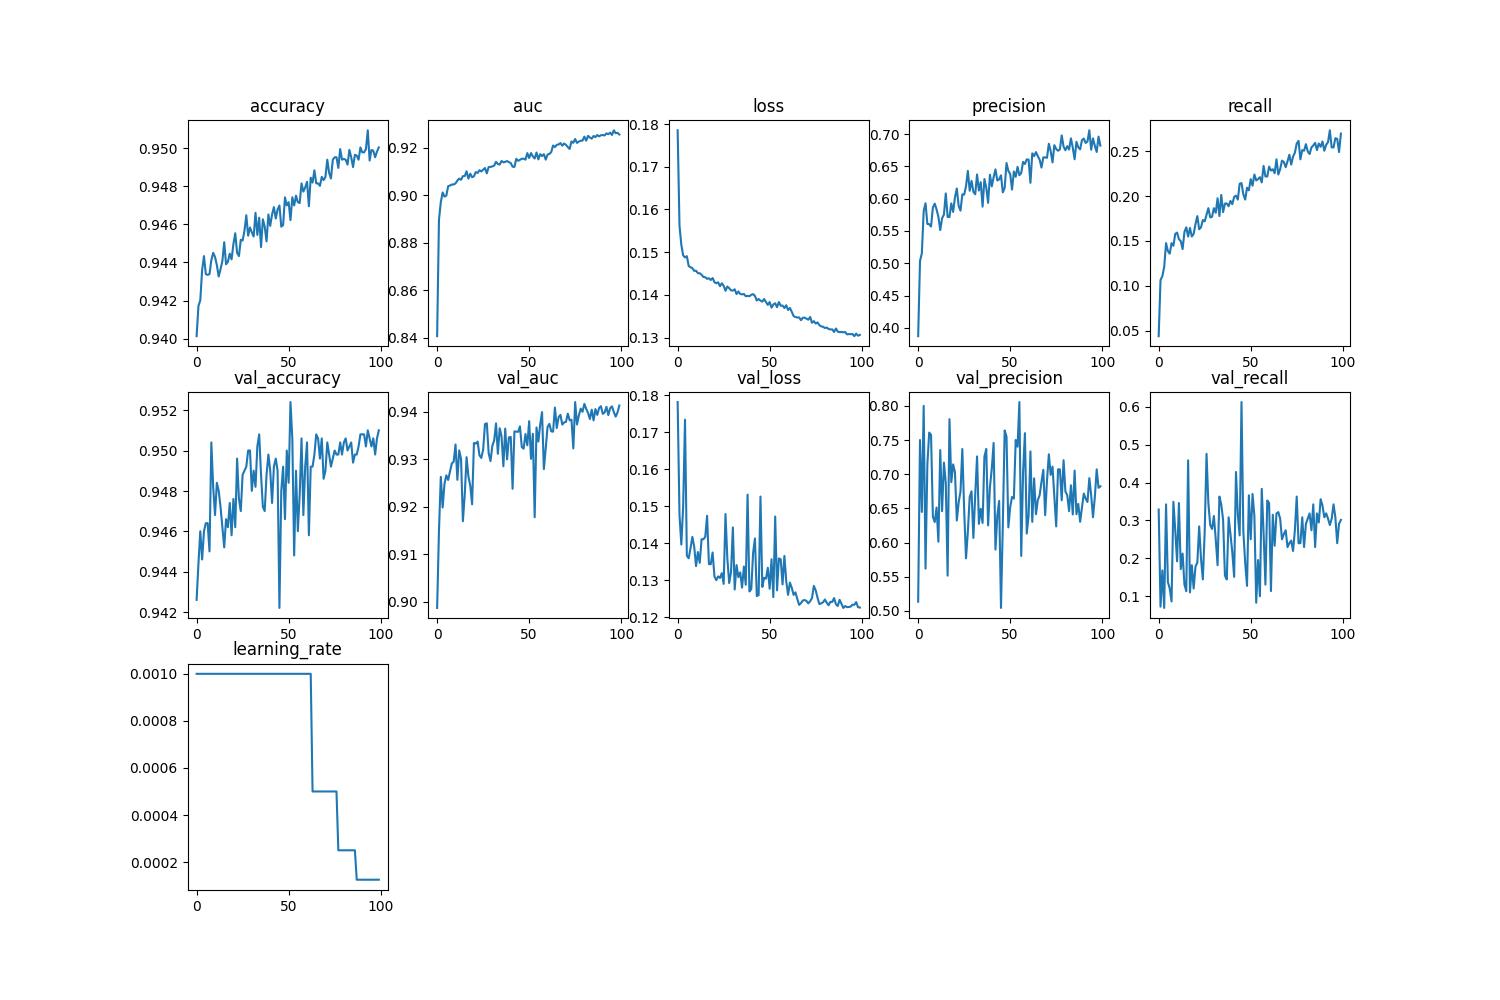 accuracy auc loss precision recall
0.950 0.92 0.18 0.70 0.25
0.948 0.90 0.17 0.65 0.20
0.946 0.88 0.16 0.60 0.15
0.944 0.86 0.15 0.55 0.10
0.942 0.84 0.14 0.50 0.05
0.940 0.13 0.45
0.40
0 50 100 0 50 100 0 50 100 0 50 100 0 50 100
val_accuracy val_auc val_loss val_precision val_recall
0.952 0.94 0.18 0.80 0.6
0.950 0.93 0.17 0.75 0.5
0.948 0.92 0.16 0.70 0.4
0.946 0.91 0.15 0.65 0.3
0.944 0.90 0.14 0.60 0.2
0.942 0.13 0.55 0.1
0.12 0.50
0 50 100 0 50 100 0 50 100 0 50 100 0 50 100
learning_rate
0.0010
0.0008
0.0006
0.0004
0.0002
0 50 100